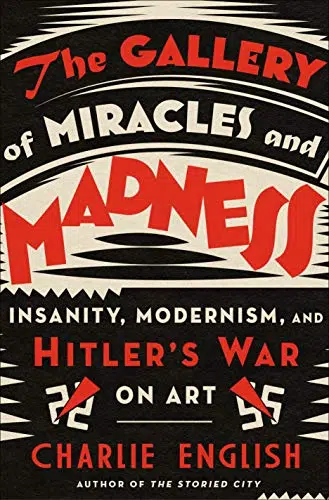 The GALLERY
of MIRACLES and
MADNESS
INSANITY, MODERNISM, AND
HITLER'S WAR
ON ART
CHARLIE ENGLISH
AUTHOR OF THE STORIED CITY